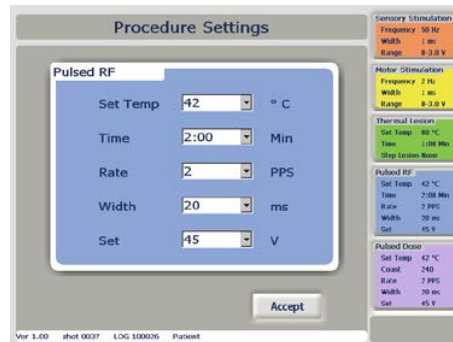 Procedure Settings
Pulsed RF
Set Temp 42 ° C
Time 2:00 Min
Rate 2 PPS
Width 20 ms
Set 45 V
Accept
Ver 1.00 shot 0037 LOG 100026 Patient
Sensory Stimulation
Frequency 50 Hz
Width 1 ms
Range 0-3.0 V
Motor Stimulation
Frequency 2 Hz
Width 1 ms
Range 0-3.0 V
Thermal Lesion
Set Temp 80 °C
Time 1:00 Min
Step Lesion None
Pulsed RF
Set Temp 42 °C
Time 2:00 Min
Rate 2 PPS
Width 20 ms
Set 45 V
Pulsed Dose
Set Temp 42 °C
Count 240
Rate 2 PPS
Width 20 ms
Set 45 V